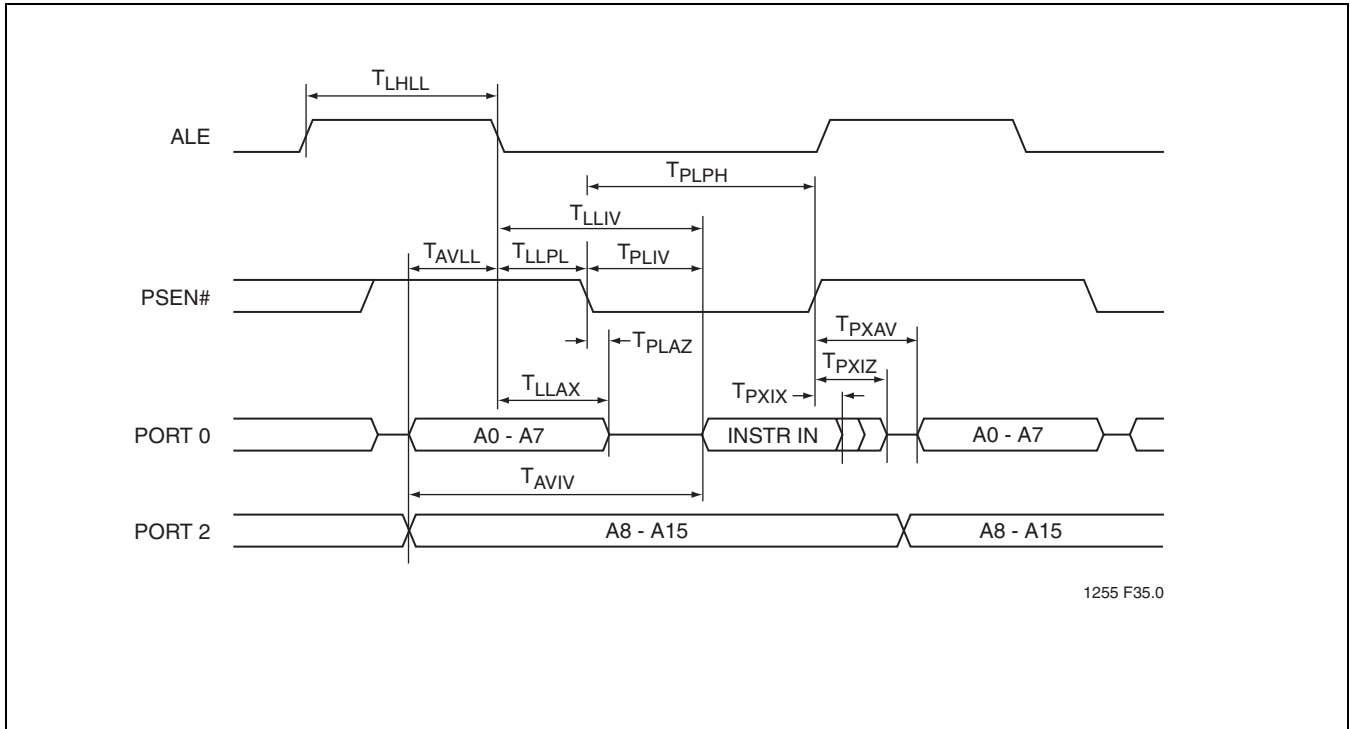 TLHLL
ALE
TPLPH
TLLIV
TAVLL TLLPL TPLIV
PSEN#
TPXAV
TPLAZ
TPXIZ
TLLAX
TPXIX
PORT 0 A0 - A7 INSTR IN A0 - A7
TAVIV
PORT 2 A8 - A15 A8 - A15
1255 F35.0